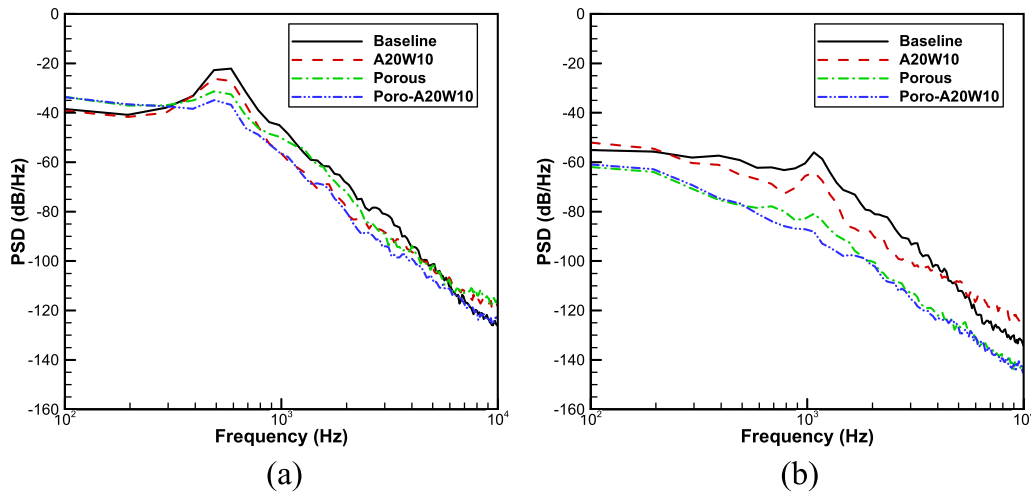 0
-20
-40
-60
-80
-100
-120
-140
-160
PSD (dB/Hz)
10² 10³ 10⁴
Frequency (Hz)
Baseline
A20W10
Porous
Poro-A20W10
(a)
0
-20
-40
-60
-80
-100
-120
-140
-160
PSD (dB/Hz)
10² 10³
Frequency (Hz)
Baseline
A20W10
Porous
Poro-A20W10
(b)